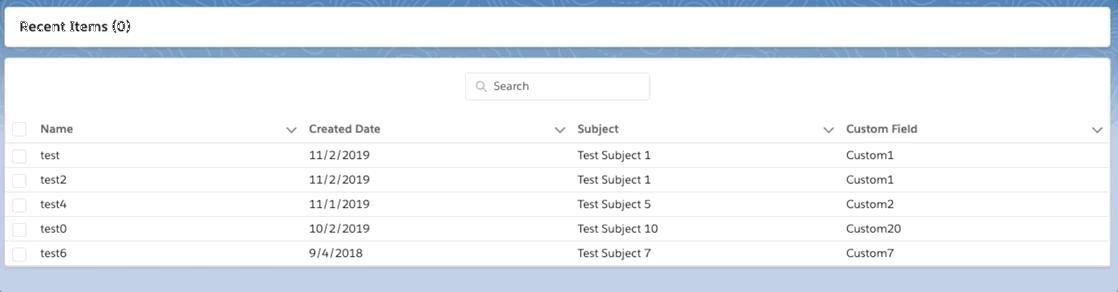 Recent Items (0)
Search
Name Created Date Subject Custom Field
test 11/2/2019 Test Subject 1 Custom1
test2 11/2/2019 Test Subject 1 Custom1
test4 11/1/2019 Test Subject 5 Custom2
test0 10/2/2019 Test Subject 10 Custom20
test6 9/4/2018 Test Subject 7 Custom7